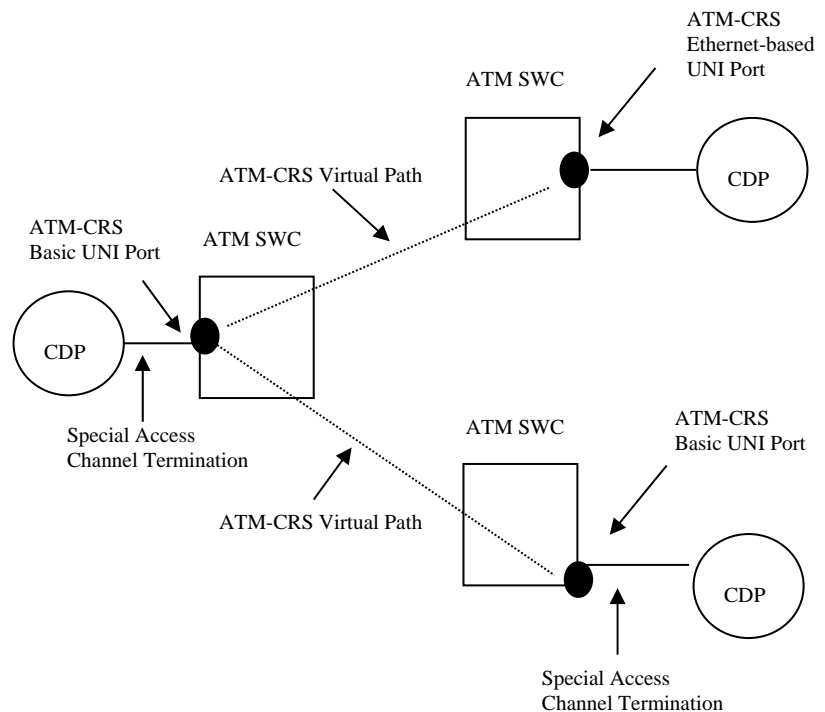 ATM-CRS
Ethernet-based
UNI Port
ATM SWC
CDP
ATM-CRS Virtual Path
ATM-CRS
Basic UNI Port
ATM SWC
CDP
Special Access
Channel Termination
ATM SWC
ATM-CRS
Basic UNI Port
ATM-CRS Virtual Path
CDP
Special Access
Channel Termination